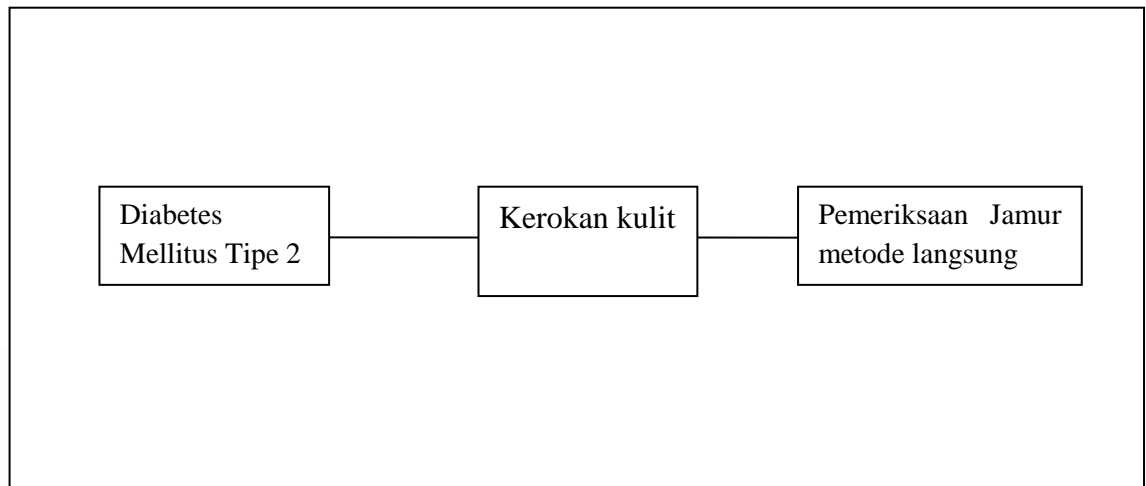 Diabetes
Mellitus Tipe 2
Kerokan kulit
Pemeriksaan Jamur
metode langsung